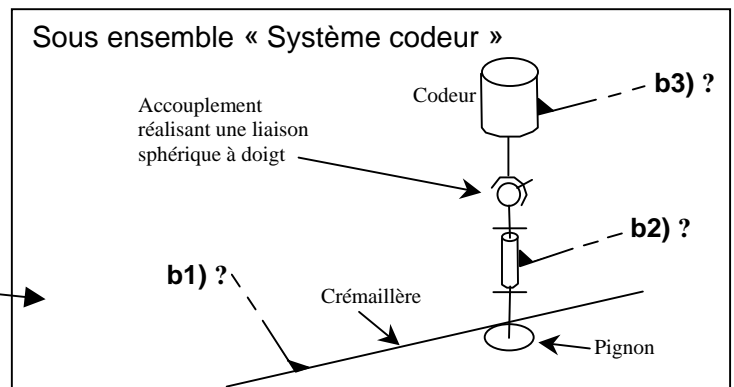 Sous ensemble « Système codeur »
Accouplement
réalisant une liaison
sphérique à doigt
Codeur
b3) ?
b2) ?
b1) ?
Crémaillère
Pignon